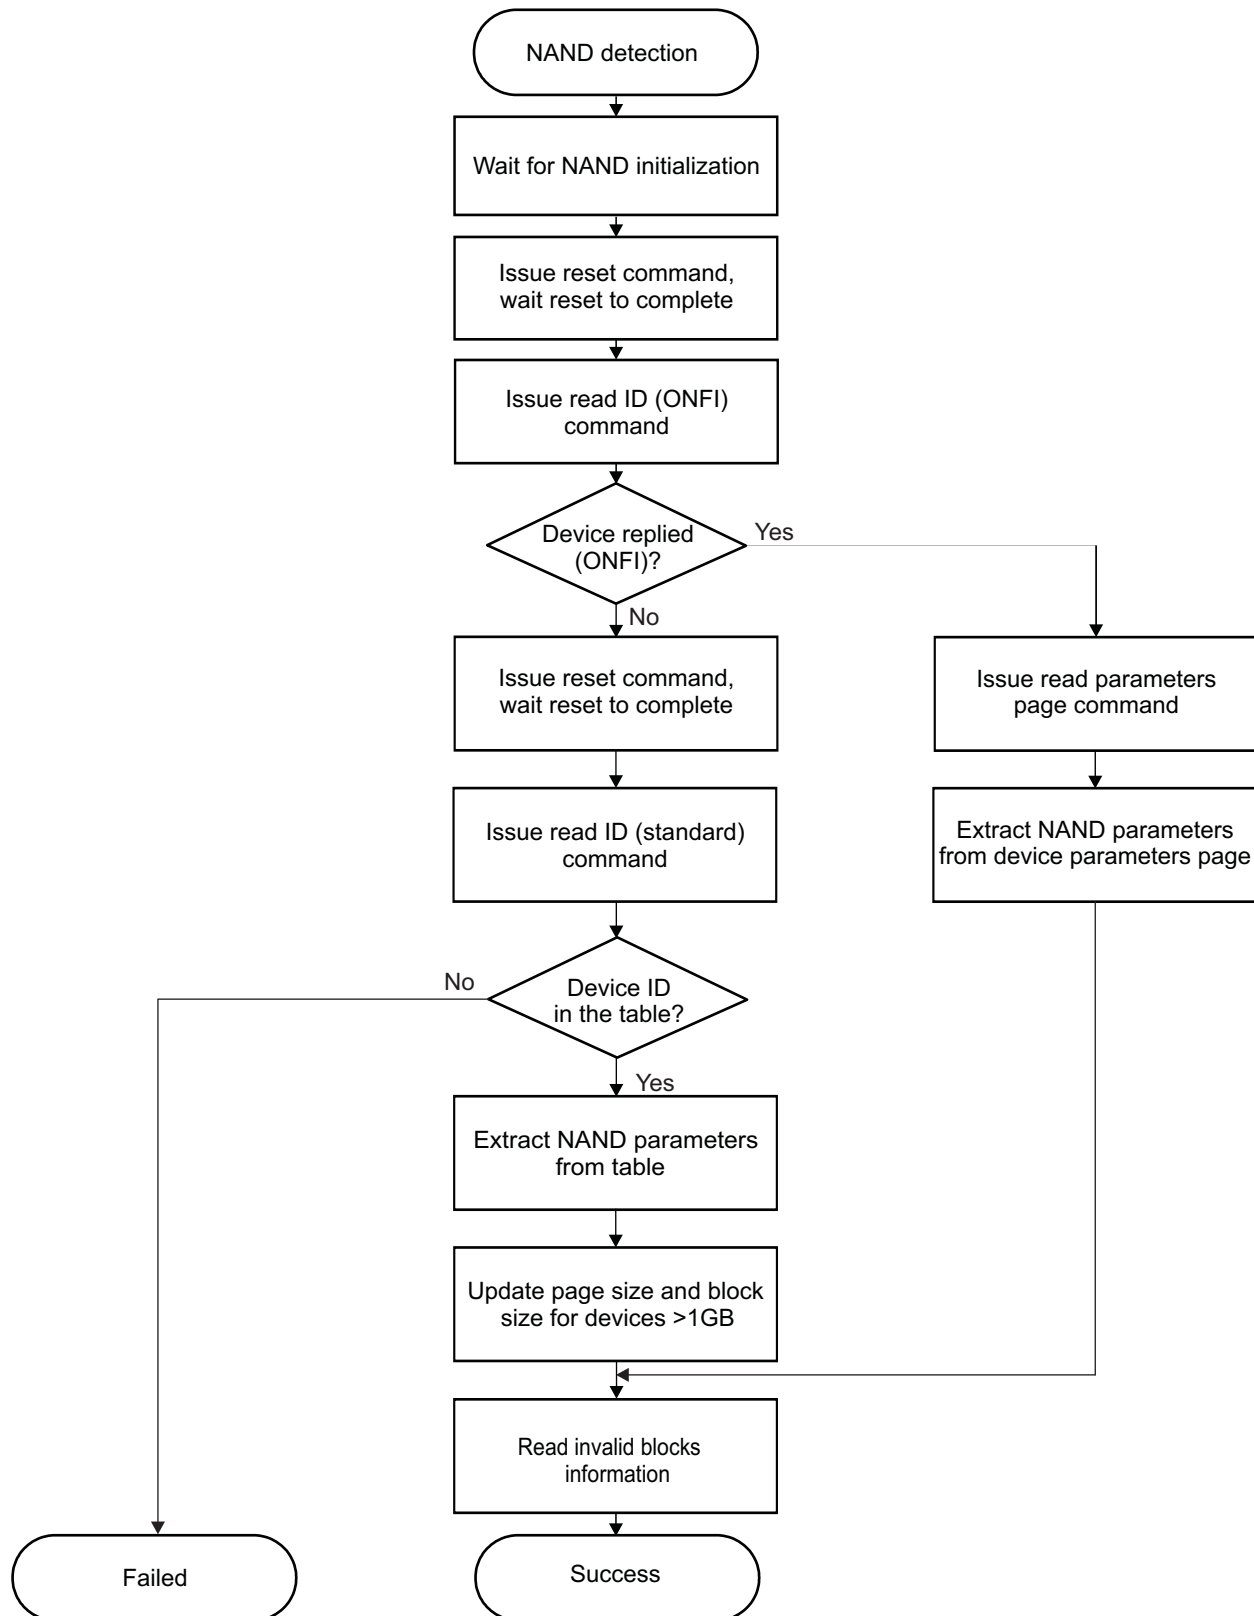 NAND detection
Wait for NAND initialization
Issue reset command,
wait reset to complete
Issue read ID (ONFI)
command
Device replied
(ONFI)?
Yes
No
Issue reset command,
wait reset to complete
Issue read parameters
page command
Issue read ID (standard)
command
Extract NAND parameters
from device parameters page
No
Device ID
in the table?
Yes
Extract NAND parameters
from table
Update page size and block
size for devices >1GB
Read invalid blocks
information
Failed
Success